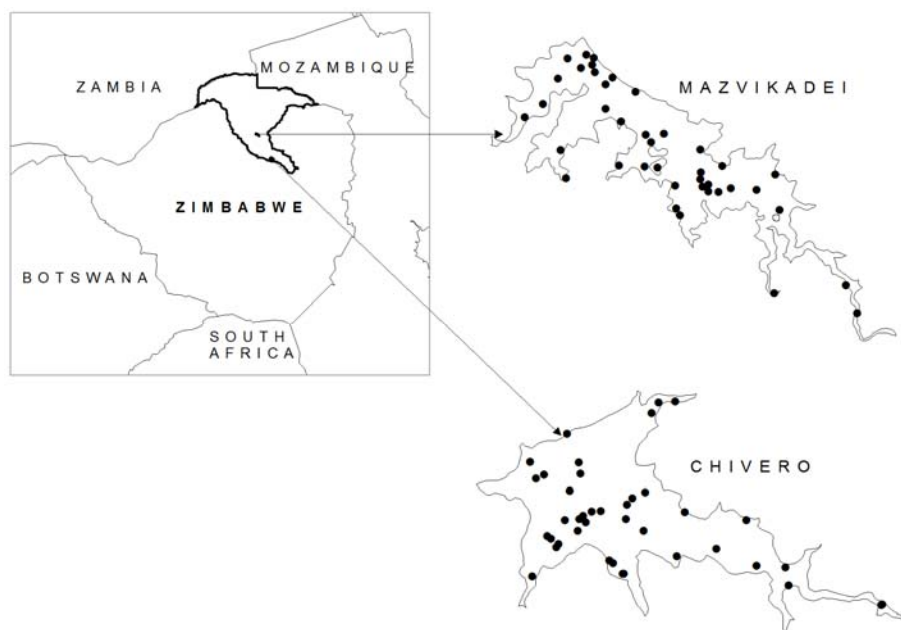 ZAMBIA
MOZAMBIQUE
MAZVIKADEI
ZIMBABWE
BOTSWANA
SOUTH
AFRICA
CHIVERO